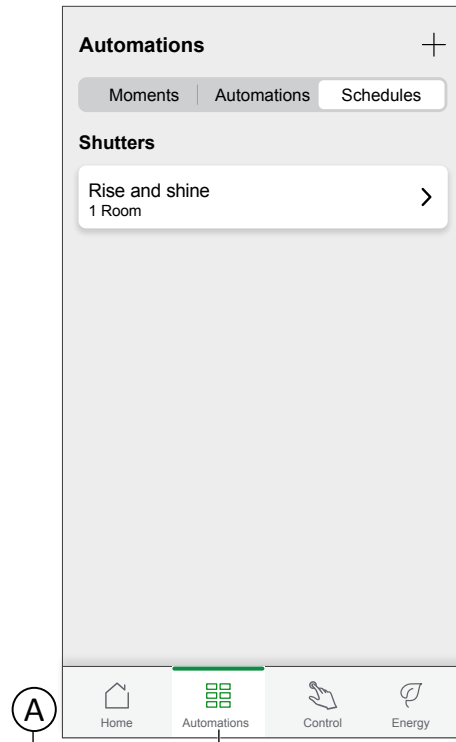 Automations
Moments Automations Schedules
Shutters
Rise and shine
1 Room
A
Home Automations Control Energy